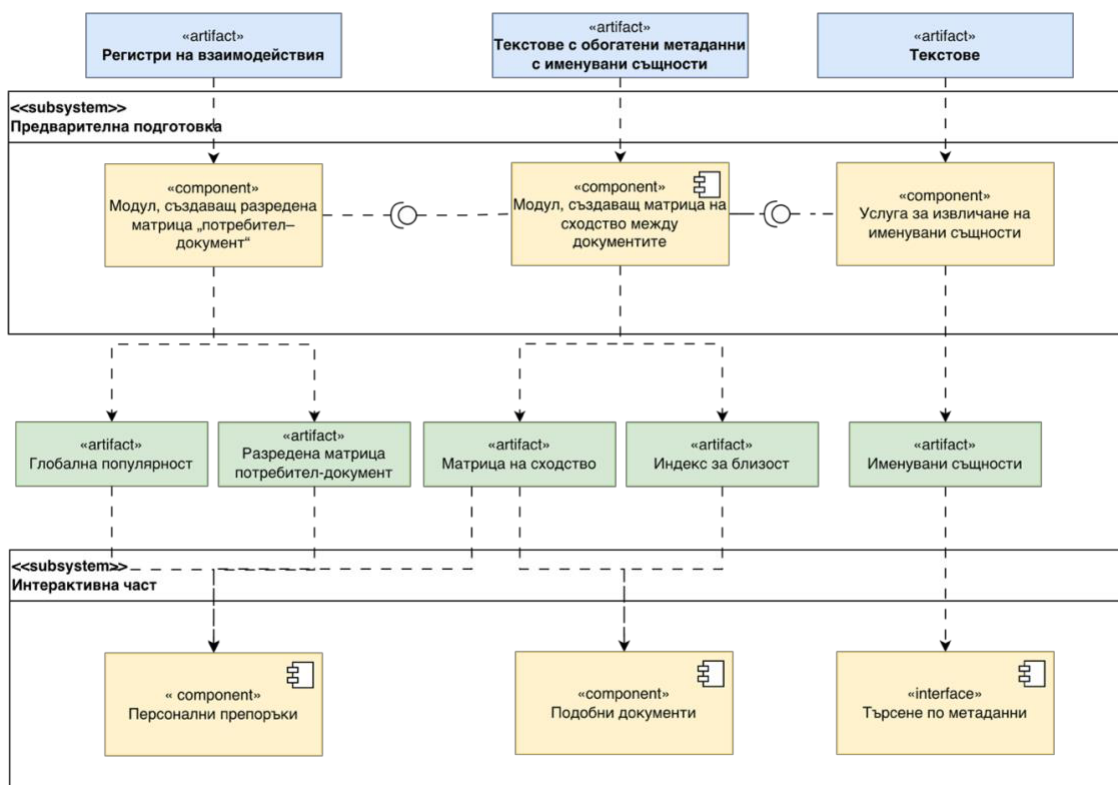 «artifact»
Регистри на взаимодействия
«artifact»
Текстове с обогатени метаданни
с именувани същности
«artifact»
Текстове
<<subsystem>>
Предварителна подготовка
«component»
Модул, създаващ разредена
матрица „потребител–
документ“
«component»
Модул, създаващ матрица на
сходство между
документите
«component»
Услуга за извличане на
именувани същности
«artifact»
Глобална популярност
«artifact»
Разредена матрица
потребител-документ
«artifact»
Матрица на сходство
«artifact»
Индекс за близост
«artifact»
Именувани същности
<<subsystem>>
Интерактивна част
« component»
Персонални препоръки
«component»
Подобни документи
«interface»
Търсене по метаданни